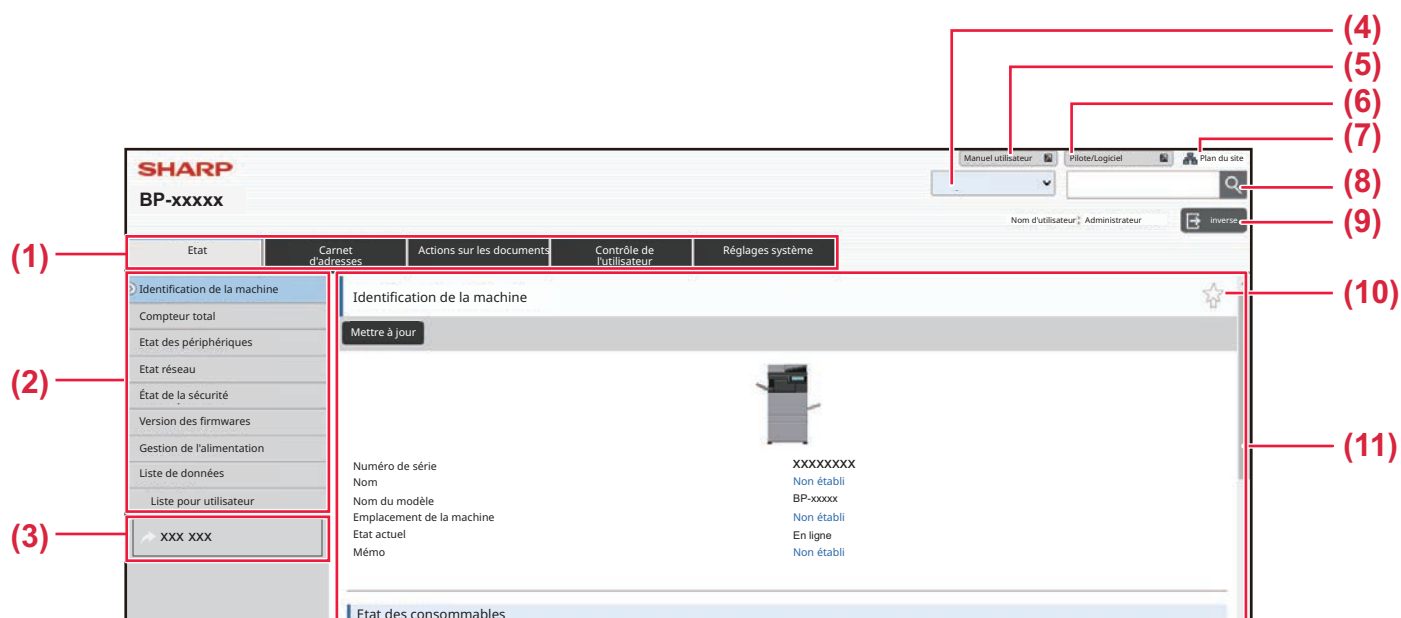 (4)
(5)
(6)
(7)
SHARP
Manuel utilisateur
Pilote/Logiciel
Plan du site
(8)
BP-xxxxx
Nom d'utilisateur: Administrateur
inverse
(9)
(1)
Etat
Carnet
d'adresses
Actions sur les documents
Contrôle de
l'utilisateur
Réglages système
(2)
Identification de la machine
Compteur total
Etat des périphériques
Etat réseau
État de la sécurité
Version des firmwares
Gestion de l'alimentation
Liste de données
Liste pour utilisateur
(3)
XXX XXX
Identification de la machine
(10)
Mettre à jour
(11)
Numéro de série XXXXXXXX
Nom Non établi
Nom du modèle BP-xxxxx
Emplacement de la machine Non établi
Etat actuel En ligne
Mémo Non établi
Etat des consommables